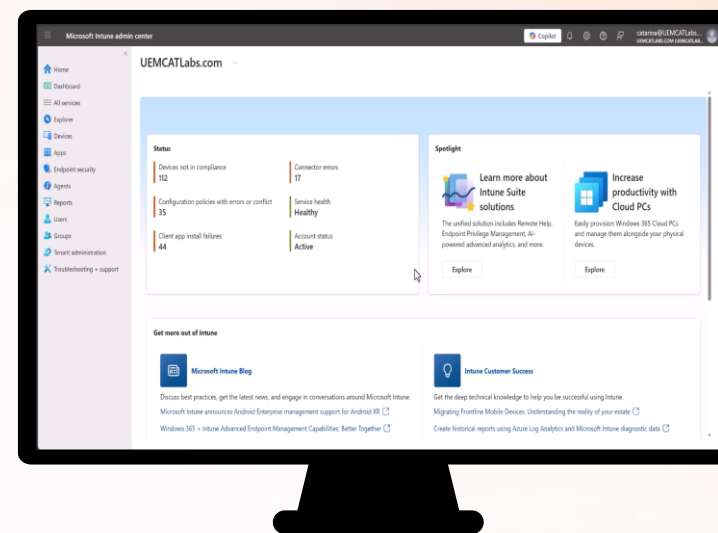 Microsoft Intune admin center
Copilot
catarina@UEMCATLabs...
UEMCATLABS.COM (UEMCATLAB...
Home
Dashboard
All services
Explorer
Devices
Apps
Endpoint security
Agents
Reports
Users
Groups
Tenant administration
Troubleshooting + support
UEMCATLabs.com
Status
Devices not in compliance
112
Connector errors
17
Configuration policies with errors or conflict
35
Service health
Healthy
Client app install failures
44
Account status
Active
Spotlight
Learn more about
Intune Suite
solutions
The unified solution includes Remote Help,
Endpoint Privilege Management, AI-
powered advanced analytics, and more.
Explore
Increase
productivity with
Cloud PCs
Easily provision Windows 365 Cloud PCs
and manage them alongside your physical
devices.
Explore
Get more out of Intune
Microsoft Intune Blog
Discuss best practices, get the latest news, and engage in conversations around Microsoft Intune.
Microsoft Intune announces Android Enterprise management support for Android XR
Windows 365 + Intune Advanced Endpoint Management Capabilities: Better Together
Intune Customer Success
Get the deep technical knowledge to help you be successful using Intune.
Migrating Frontline Mobile Devices: Understanding the reality of your estate
Create historical reports using Azure Log Analytics and Microsoft Intune diagnostic data